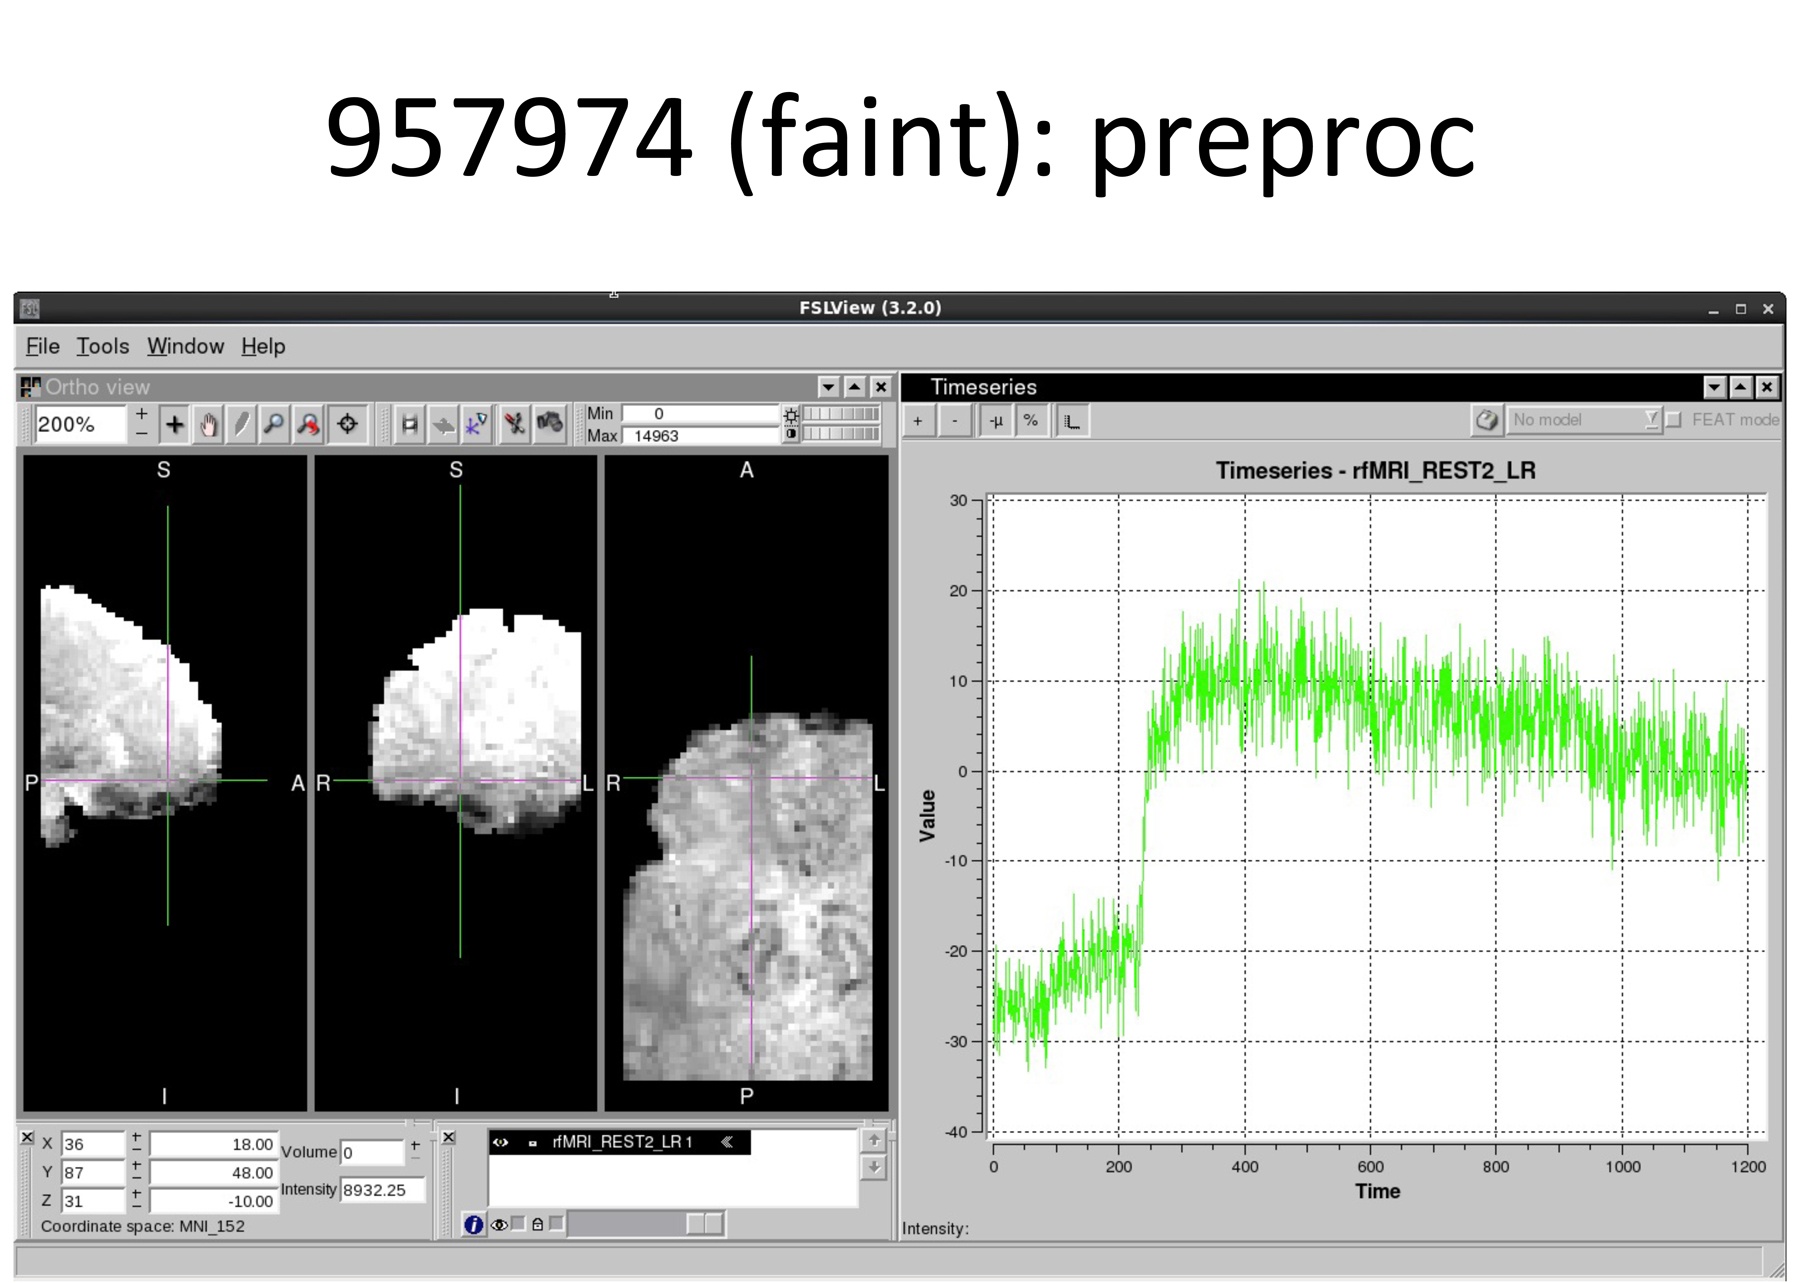 957974 (faint): preproc
FSLView (3.2.0)
File Tools Window Help
Ortho view
Timeseries
200%
+
-
Min 0
Max 14963
+ - -µ %
No model
FEAT mode
S S A
P A R L R L
I I P
Timeseries - rfMRI_REST2_LR
Value
30
20
10
0
-10
-20
-30
-40
0 200 400 600 800 1000 1200
Time
X 36 18.00
Y 87 48.00
Z 31 -10.00
Volume 0
Intensity 8932.25
Coordinate space: MNI_152
rfMRI_REST2_LR 1
Intensity: